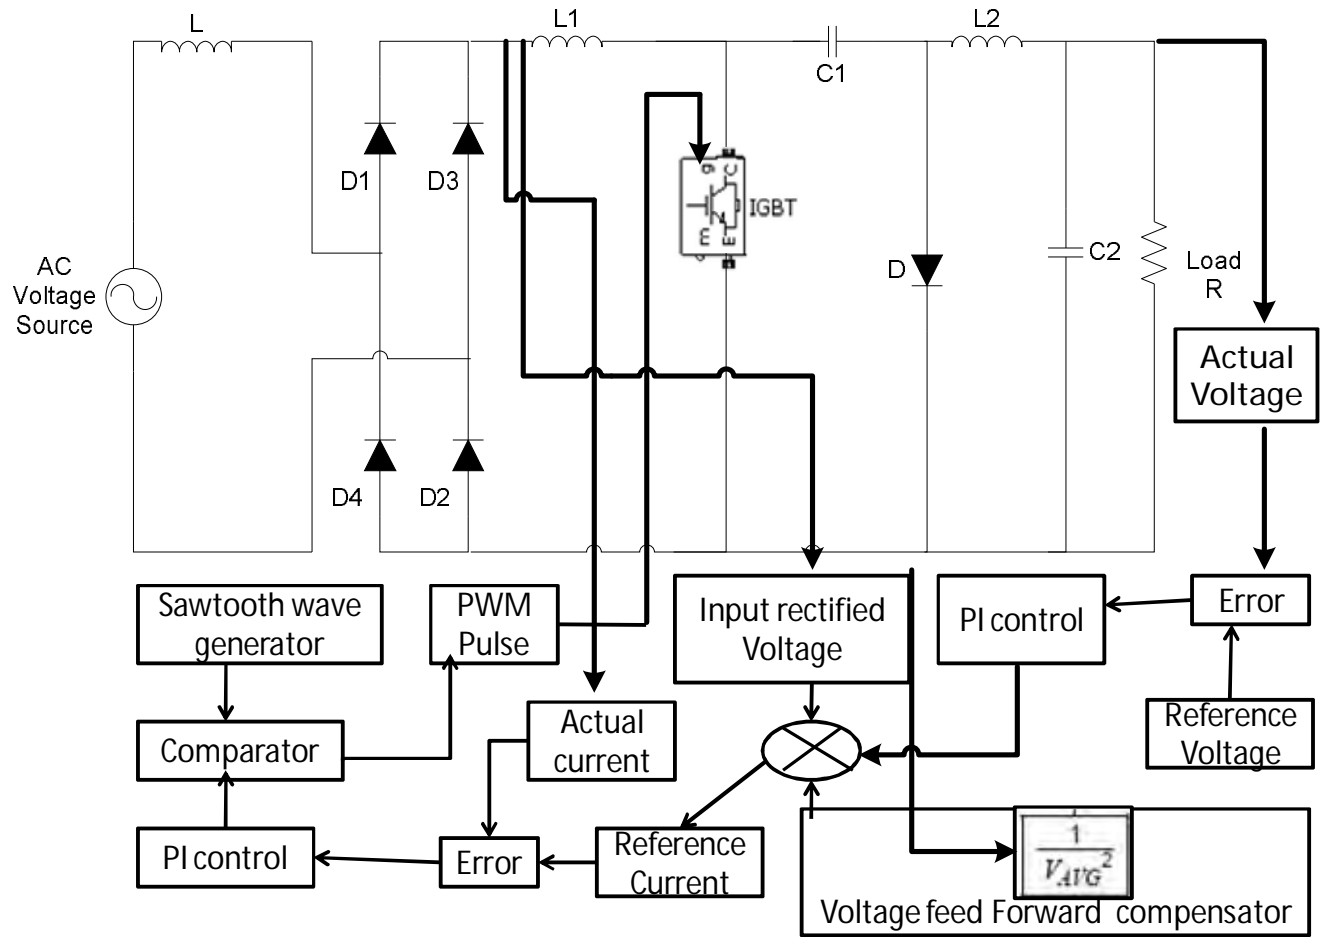 L
L1
L2
C1
D1
D3
g
C
IGBT
m
E
AC
Voltage
Source
D
C2
Load
R
Actual
Voltage
D4
D2
Sawtooth wave
generator
PWM
Pulse
Input rectified
Voltage
PI control
Error
Actual
current
Reference
Voltage
Comparator
PI control
Error
Reference
Current
1
V_AVG²
Voltage feed Forward compensator